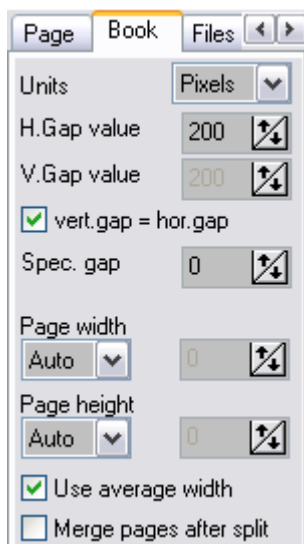 Page Book Files
Units Pixels
H.Gap value 200
V.Gap value 200
vert.gap = hor.gap
Spec. gap 0
Page width
Auto 0
Page height
Auto 0
Use average width
Merge pages after split